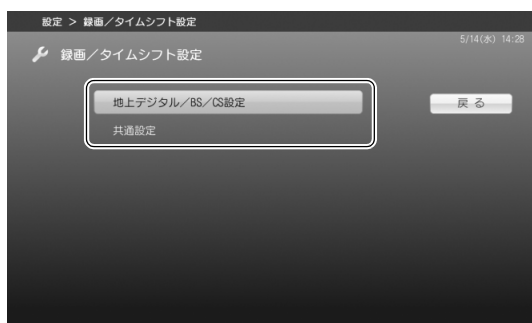 設定 > 録画／タイムシフト設定
5/14(水) 14:28
録画／タイムシフト設定
地上デジタル／BS／CS設定
戻る
共通設定